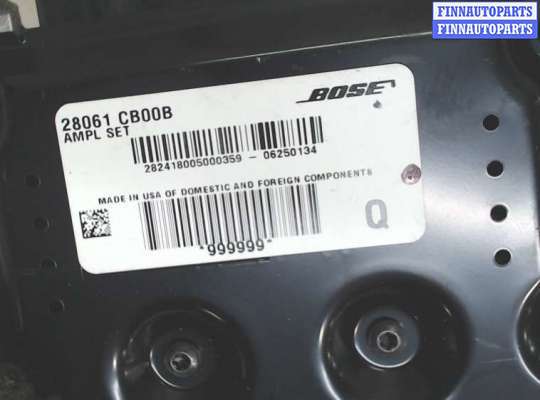 FINNAUTOPARTS
FINNAUTOPARTS
28061 CB00B
BOSE
AMPL SET
282418005000359 - 06250134
MADE IN USA OF DOMESTIC AND FOREIGN COMPONENTS
*999999*
Q